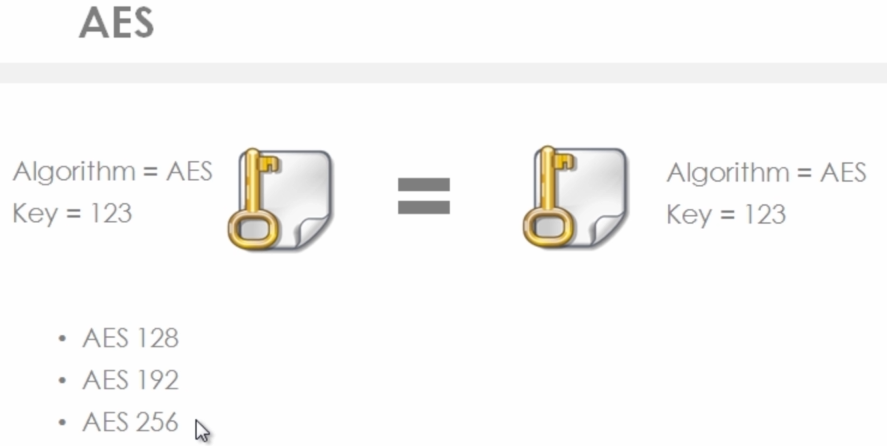 AES
Algorithm = AES
Key = 123
=
Algorithm = AES
Key = 123
• AES 128
• AES 192
• AES 256